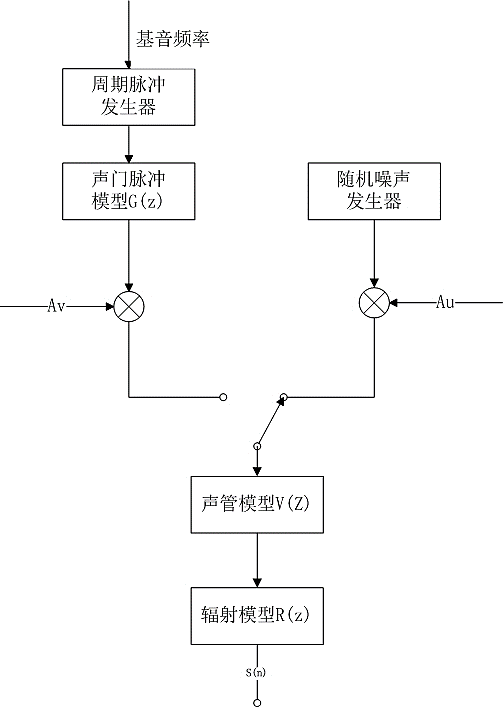 基音频率
周期脉冲
发生器
声门脉冲
模型G(z)
随机噪声
发生器
Av
Au
声管模型V(Z)
辐射模型R(z)
S(n)